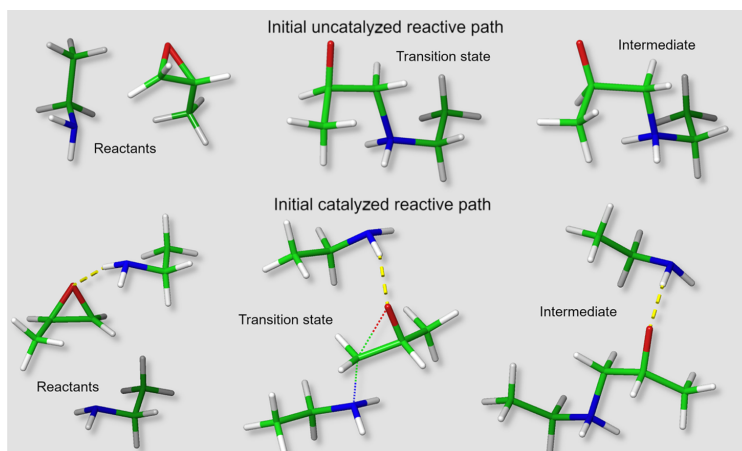 Initial uncatalyzed reactive path
Transition state
Intermediate
Reactants
Initial catalyzed reactive path
Transition state
Intermediate
Reactants